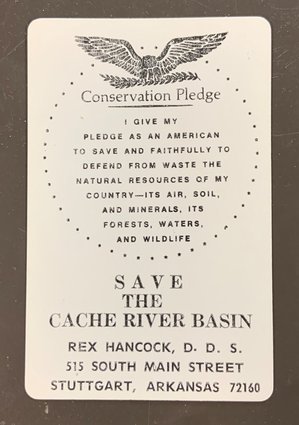 Conservation Pledge
I GIVE MY
PLEDGE AS AN AMERICAN
TO SAVE AND FAITHFULLY TO
DEFEND FROM WASTE THE
NATURAL RESOURCES OF MY
COUNTRY—ITS AIR, SOIL,
AND MINERALS, ITS
FORESTS, WATERS,
AND WILDLIFE
SAVE
THE
CACHE RIVER BASIN
REX HANCOCK, D. D. S.
515 SOUTH MAIN STREET
STUTTGART, ARKANSAS 72160